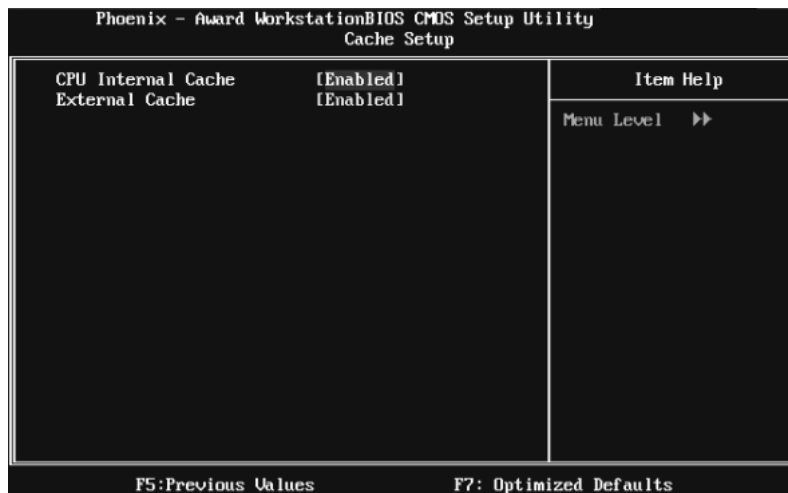 Phoenix - Award WorkstationBIOS CMOS Setup Utility
Cache Setup
CPU Internal Cache [Enabled]
External Cache [Enabled]
Item Help
Menu Level ▶▶
F5:Previous Values F7: Optimized Defaults